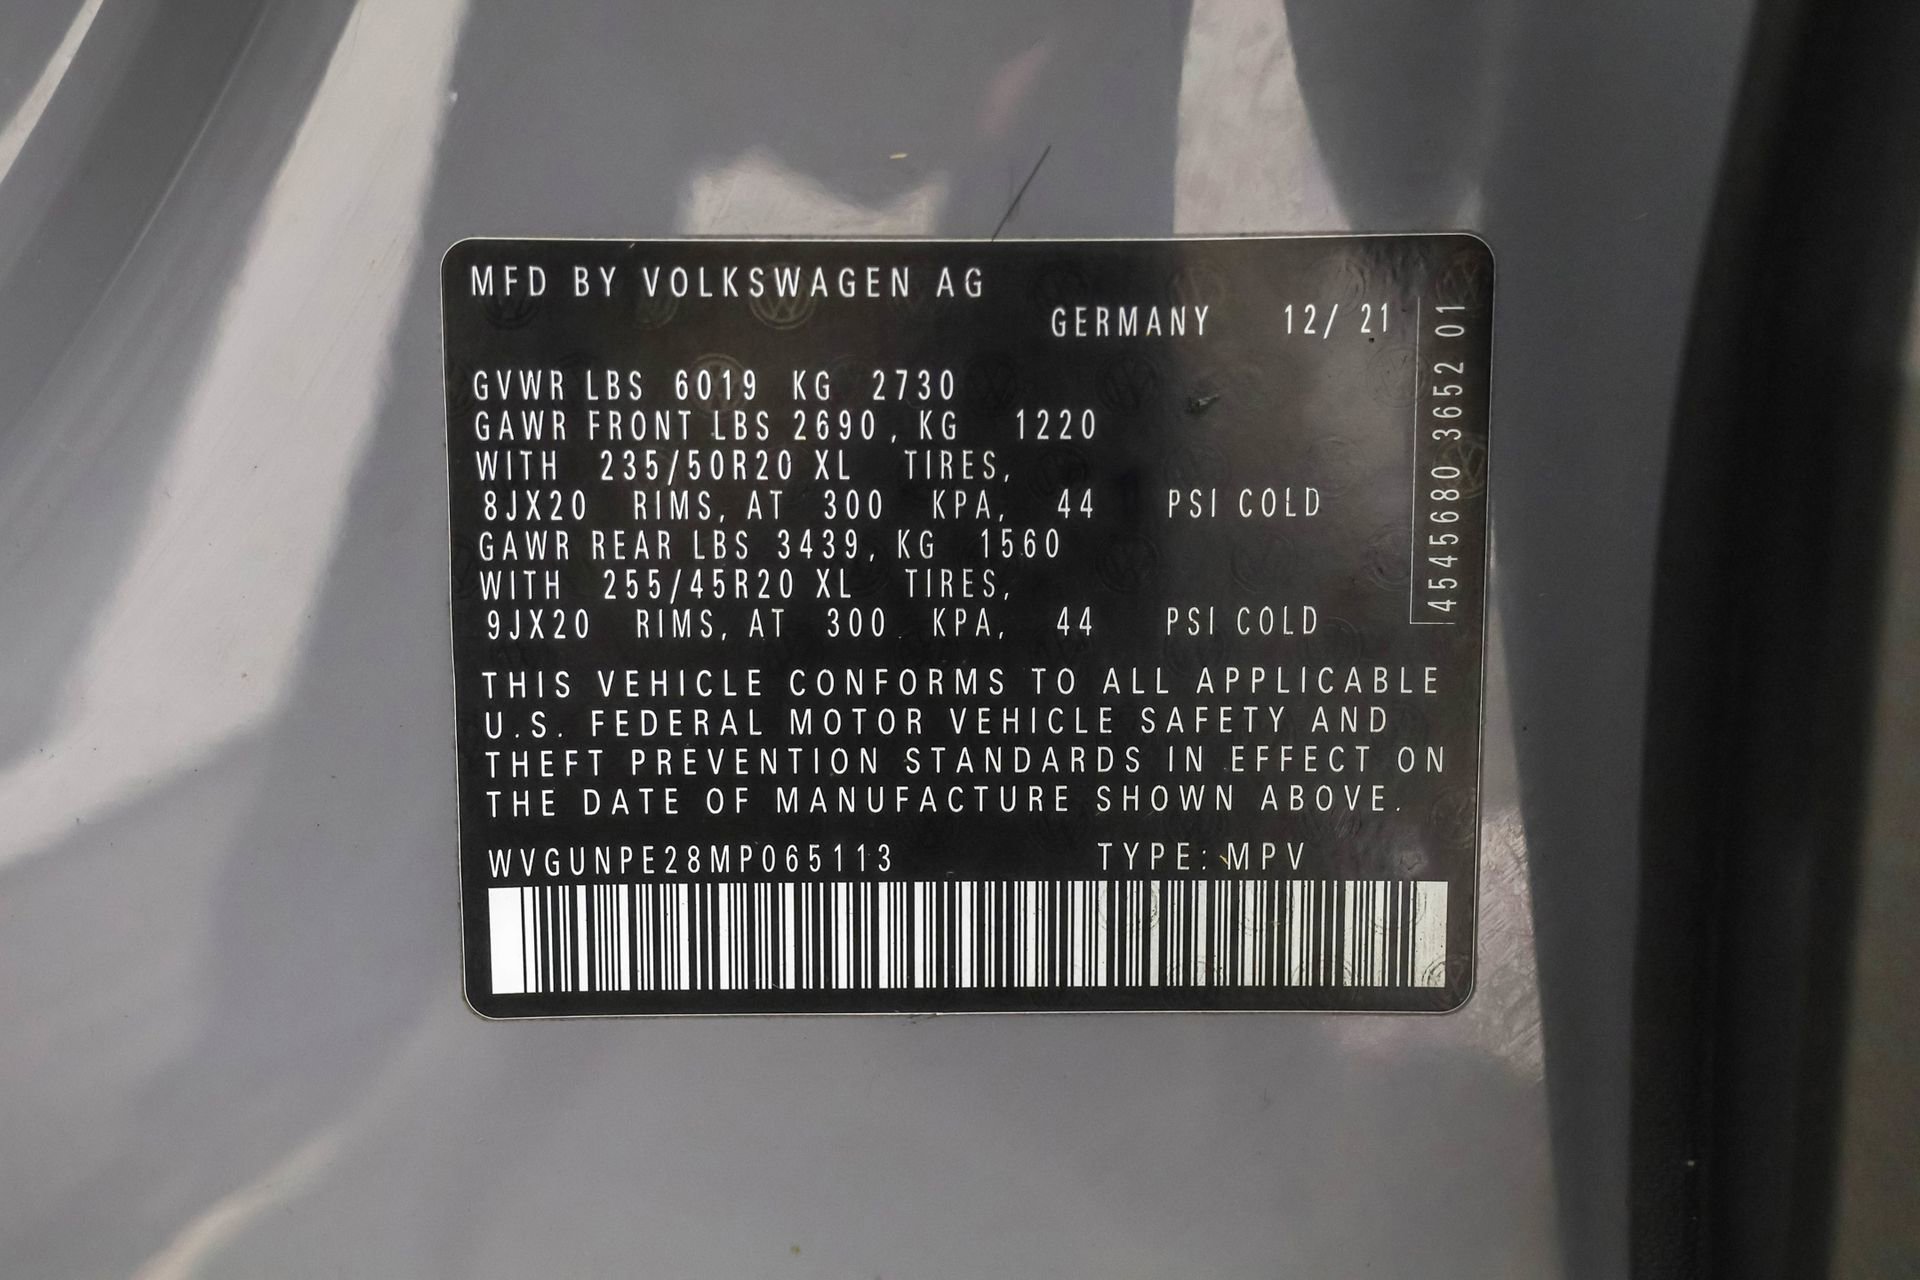 MFD BY VOLKSWAGEN AG
GERMANY 12/ 21
GVWR LBS 6019 KG 2730
GAWR FRONT LBS 2690, KG 1220
WITH 235/50R20 XL TIRES,
8JX20 RIMS, AT 300 KPA, 44 PSI COLD
GAWR REAR LBS 3439, KG 1560
WITH 255/45R20 XL TIRES,
9JX20 RIMS, AT 300 KPA, 44 PSI COLD
THIS VEHICLE CONFORMS TO ALL APPLICABLE
U.S. FEDERAL MOTOR VEHICLE SAFETY AND
THEFT PREVENTION STANDARDS IN EFFECT ON
THE DATE OF MANUFACTURE SHOWN ABOVE.
WVGUNPE28MP065113 TYPE: MPV
45456803652 01